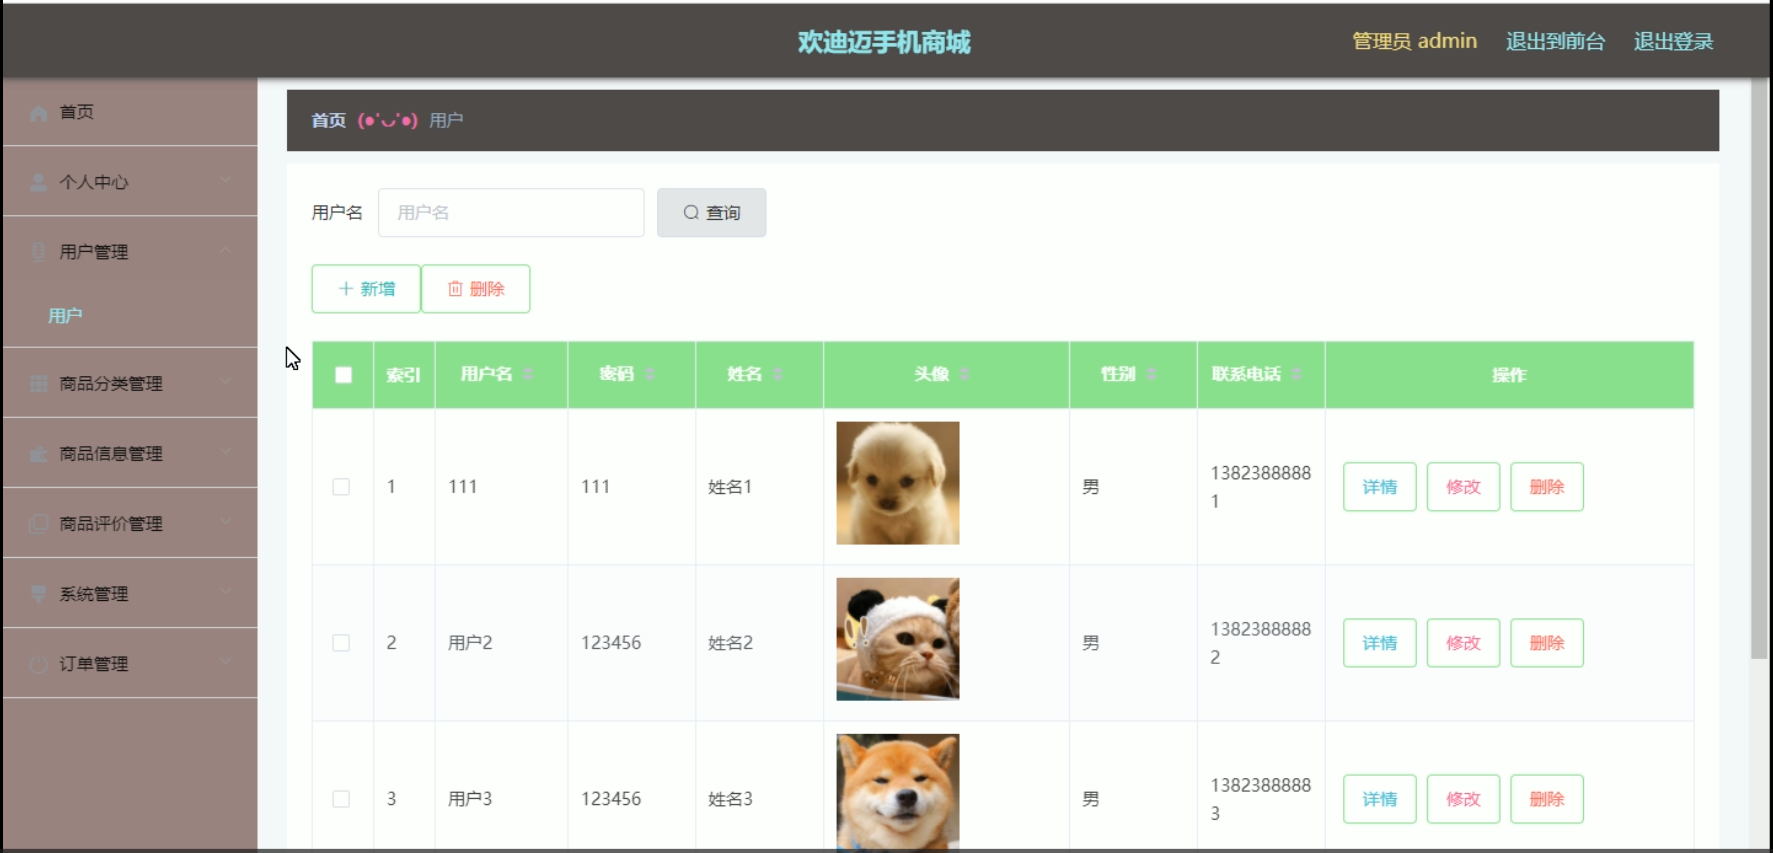 欢迪迈手机商城
管理员 admin 退出到前台 退出登录
首页
个人中心
用户管理
用户
商品分类管理
商品信息管理
商品评价管理
系统管理
订单管理
首页 (●'◡'●) 用户
用户名 用户名 查询
新增 删除
索引 用户名 密码 姓名 头像 性别 联系电话 操作
1 111 111 姓名1 男 1382388888
1 详情 修改 删除
2 用户2 123456 姓名2 男 1382388888
2 详情 修改 删除
3 用户3 123456 姓名3 男 1382388888
3 详情 修改 删除